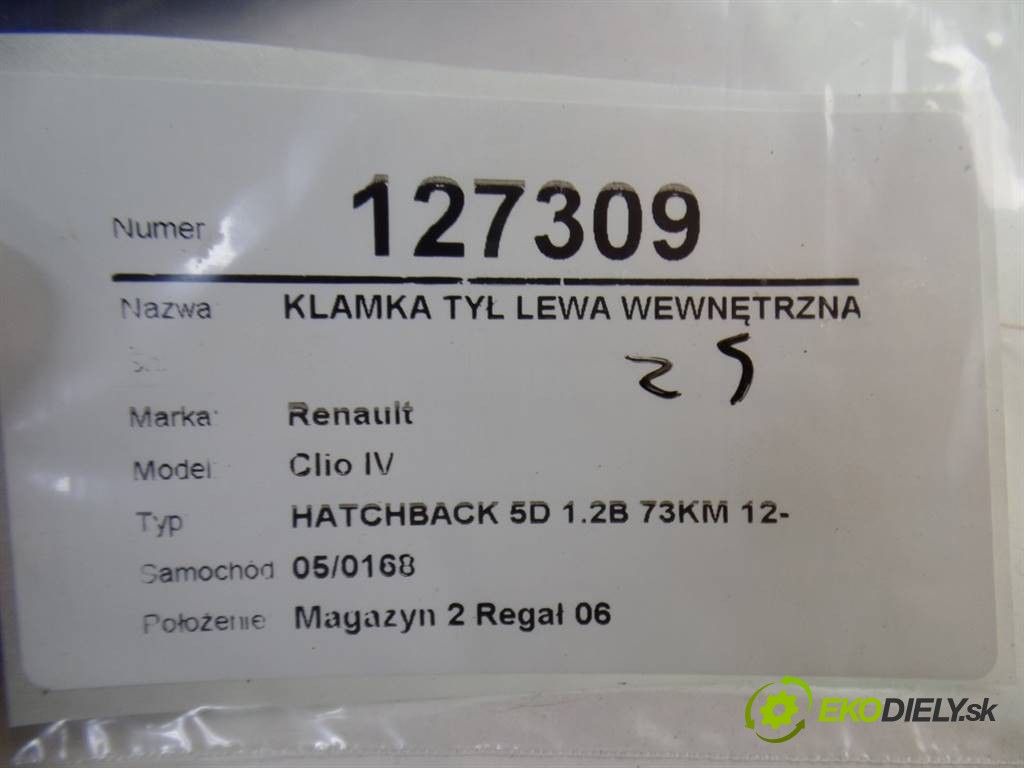 Numer 127309
Nazwa KLAMKA TYŁ LEWA WEWNĘTRZNA
25
Marka: Renault
Model: Clio IV
Typ HATCHBACK 5D 1.2B 73KM 12-
Samochód 05/0168
Położenie Magazyn 2 Regał 06
EKODIELY.sk